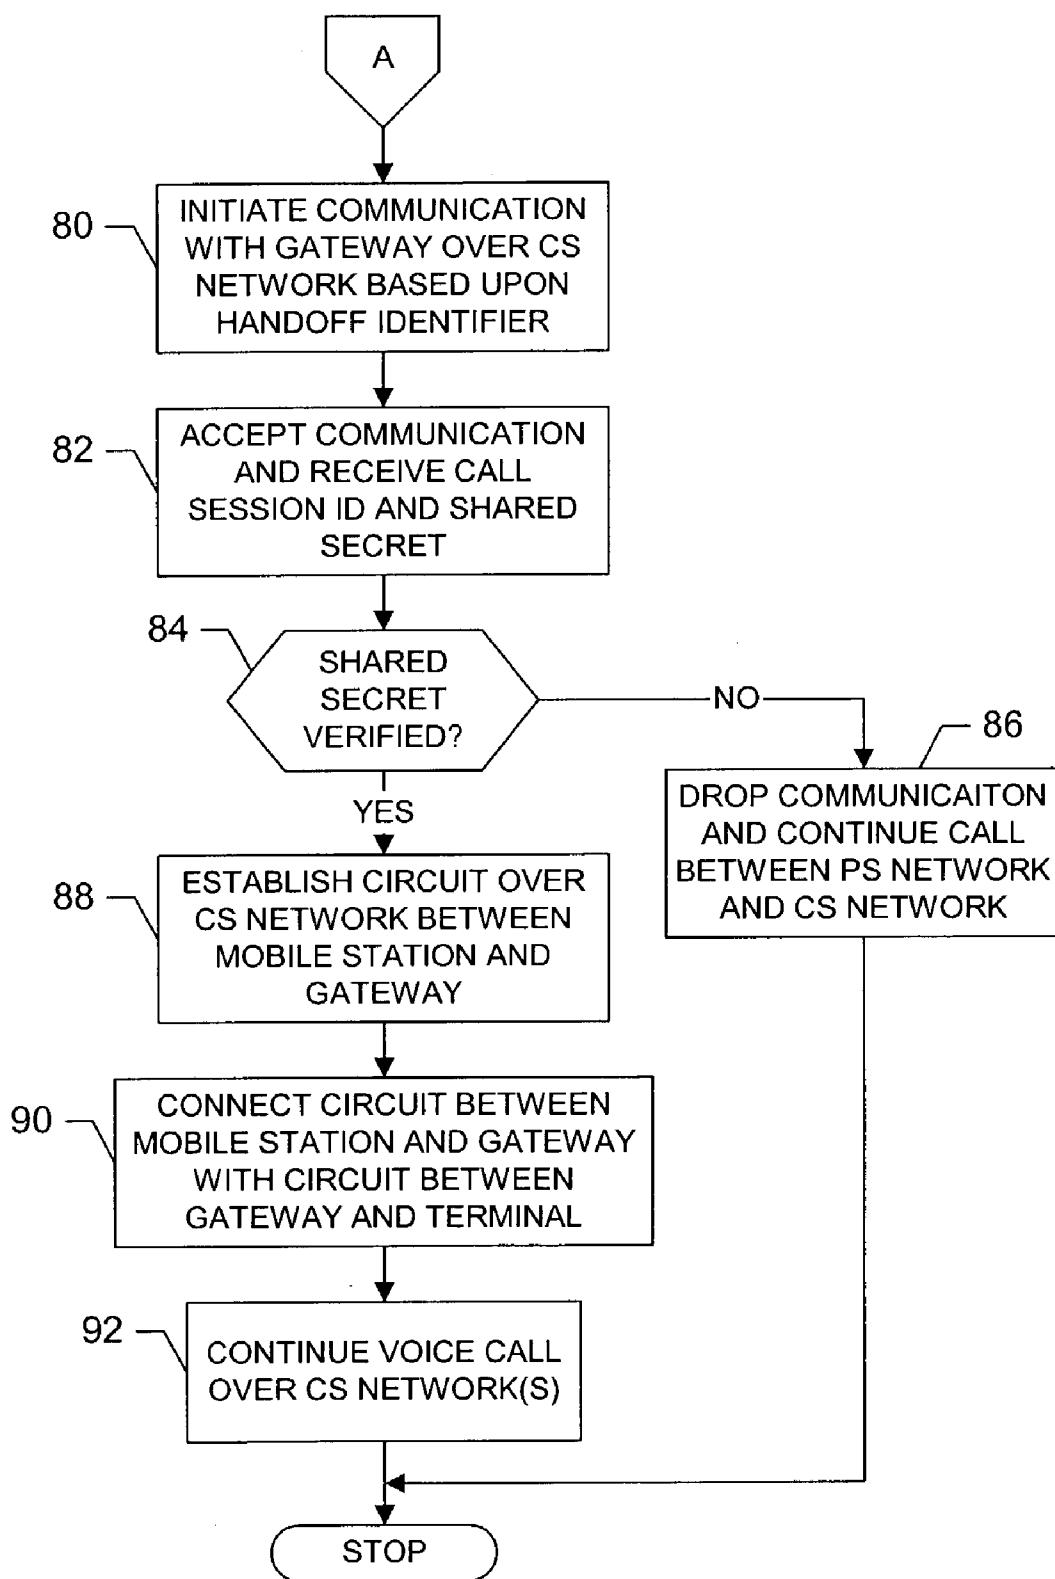 A
80
INITIATE COMMUNICATION
WITH GATEWAY OVER CS
NETWORK BASED UPON
HANDOFF IDENTIFIER
82
ACCEPT COMMUNICATION
AND RECEIVE CALL
SESSION ID AND SHARED
SECRET
84
SHARED
SECRET
VERIFIED?
NO
YES
86
DROP COMMUNICAITON
AND CONTINUE CALL
BETWEEN PS NETWORK
AND CS NETWORK
88
ESTABLISH CIRCUIT OVER
CS NETWORK BETWEEN
MOBILE STATION AND
GATEWAY
90
CONNECT CIRCUIT BETWEEN
MOBILE STATION AND GATEWAY
WITH CIRCUIT BETWEEN
GATEWAY AND TERMINAL
92
CONTINUE VOICE CALL
OVER CS NETWORK(S)
STOP